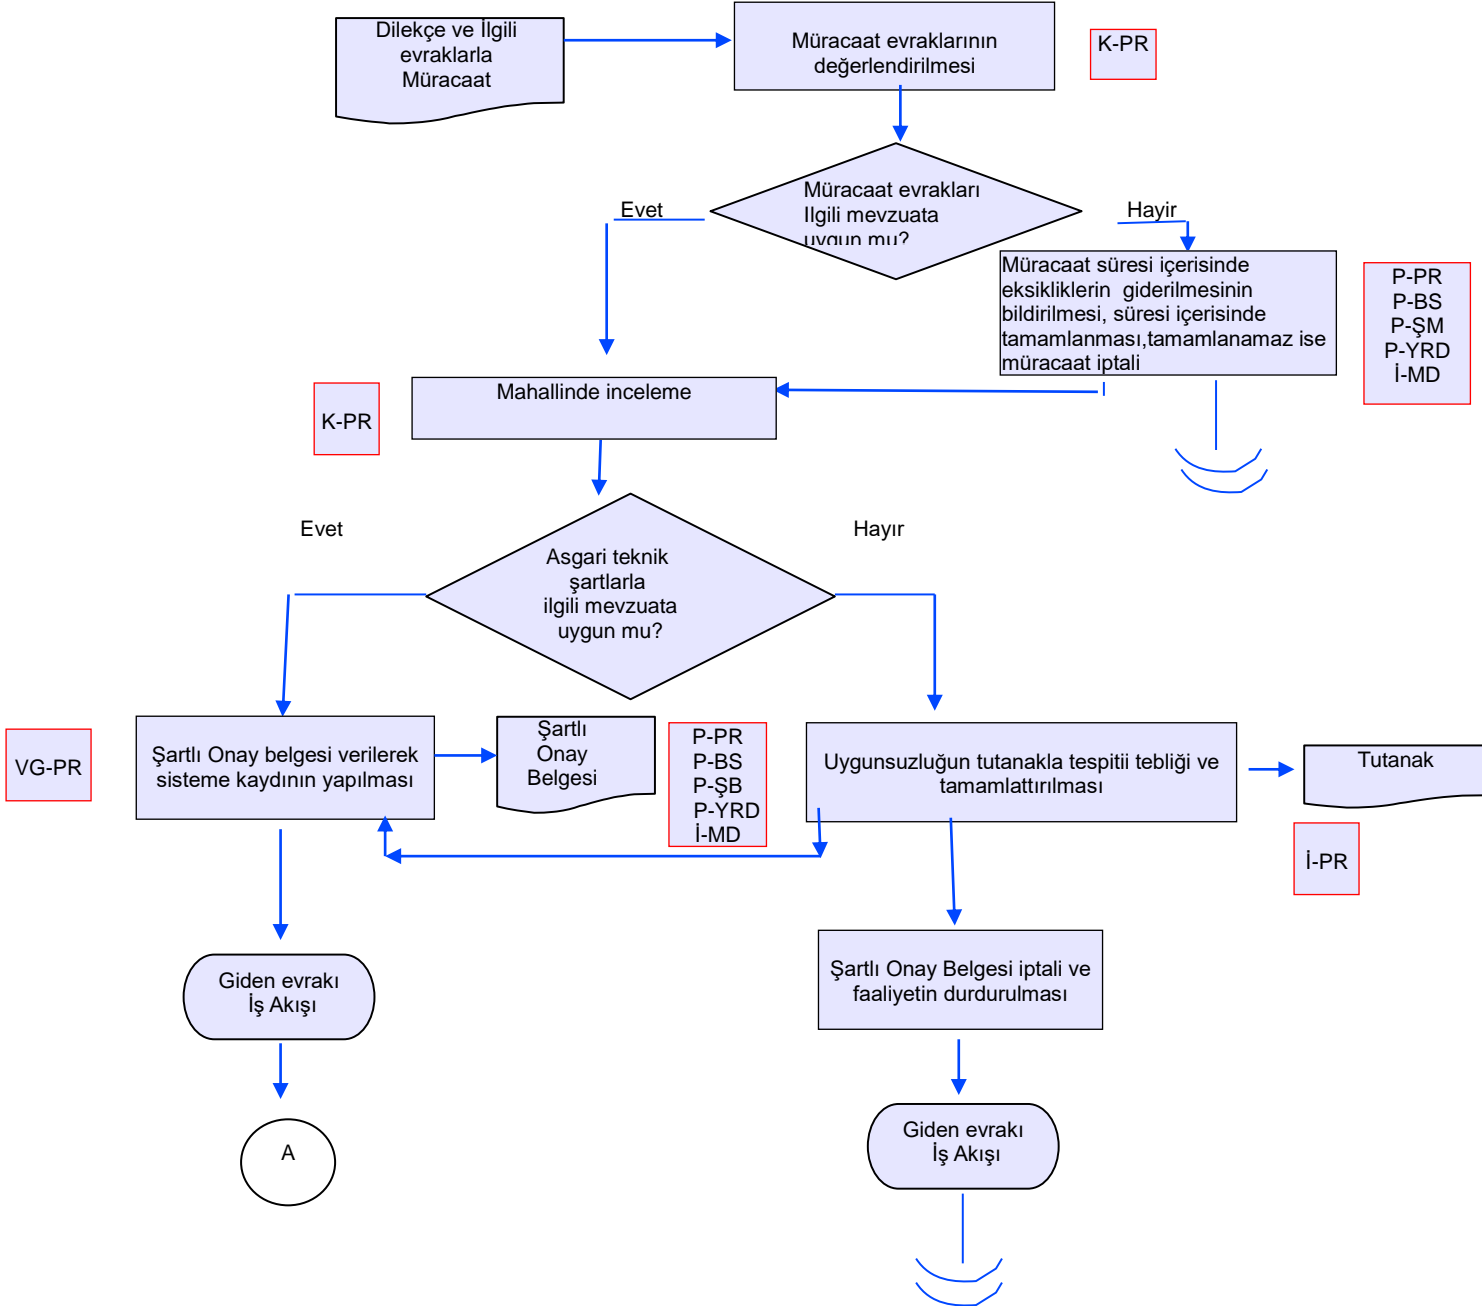 Dilekçe ve İlgili
evraklarla
Müracaat
Müracaat evraklarının
değerlendirilmesi
K-PR
Müracaat evrakları
Ilgili mevzuata
uygun mu?
Evet
Hayir
Müracaat süresi içerisinde
eksikliklerin giderilmesinin
bildirilmesi, süresi içerisinde
tamamlanması,tamamlanamaz ise
müracaat iptali
P-PR
P-BS
P-ŞM
P-YRD
İ-MD
K-PR
Mahallinde inceleme
Evet
Hayır
Asgari teknik
şartlarla
ilgili mevzuata
uygun mu?
VG-PR
Şartlı Onay belgesi verilerek
sisteme kaydının yapılması
Şartlı
Onay
Belgesi
P-PR
P-BS
P-ŞB
P-YRD
İ-MD
Uygunsuzluğun tutanakla tespitii tebliği ve
tamamlattırılması
Tutanak
İ-PR
Giden evrakı
İş Akışı
Şartlı Onay Belgesi iptali ve
faaliyetin durdurulması
A
Giden evrakı
İş Akışı